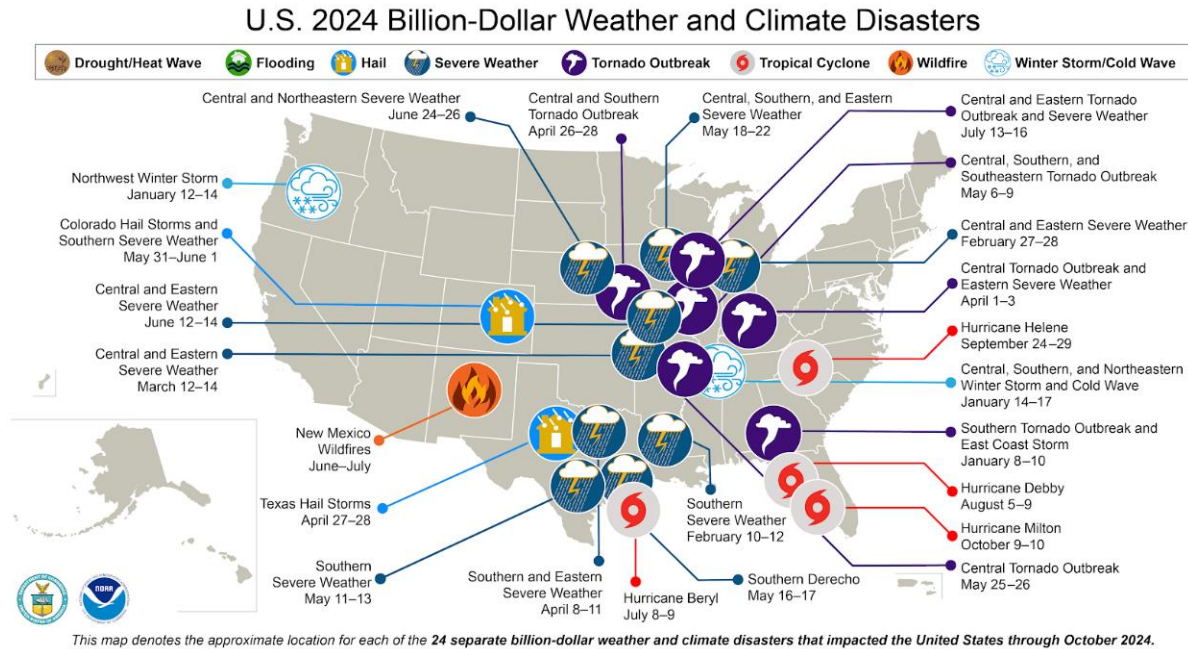 U.S. 2024 Billion-Dollar Weather and Climate Disasters
Drought/Heat Wave
Flooding
Hail
Severe Weather
Tornado Outbreak
Tropical Cyclone
Wildfire
Winter Storm/Cold Wave
Central and Northeastern Severe Weather
June 24–26
Central and Southern
Tornado Outbreak
April 26–28
Central, Southern, and Eastern
Severe Weather
May 18–22
Central and Eastern Tornado
Outbreak and Severe Weather
July 13–16
Northwest Winter Storm
January 12–14
Central, Southern, and
Southeastern Tornado Outbreak
May 6–9
Colorado Hail Storms and
Southern Severe Weather
May 31–June 1
Central and Eastern Severe Weather
February 27–28
Central and Eastern
Severe Weather
June 12–14
Central Tornado Outbreak and
Eastern Severe Weather
April 1–3
Central and Eastern
Severe Weather
March 12–14
Hurricane Helene
September 24–29
Central, Southern, and Northeastern
Winter Storm and Cold Wave
January 14–17
New Mexico
Wildfires
June–July
Southern Tornado Outbreak and
East Coast Storm
January 8–10
Texas Hail Storms
April 27–28
Hurricane Debby
August 5–9
Southern
Severe Weather
February 10–12
Hurricane Milton
October 9–10
Southern
Severe Weather
May 11–13
Southern and Eastern
Severe Weather
April 8–11
Hurricane Beryl
July 8–9
Southern Derecho
May 16–17
Central Tornado Outbreak
May 25–26
NOAA
This map denotes the approximate location for each of the 24 separate billion-dollar weather and climate disasters that impacted the United States through October 2024.